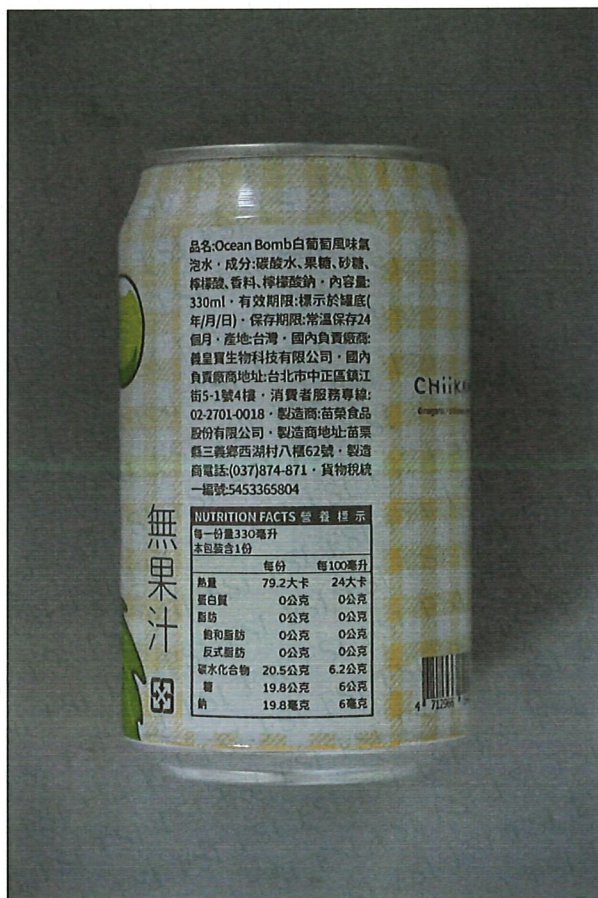 品名:Ocean Bomb白葡萄風味氣
泡水・成分:碳酸水、果糖、砂糖、
檸檬酸、香料、檸檬酸鈉・內容量:
330ml・有效期限:標示於罐底(
年/月/日)・保存期限:常溫保存24
個月・產地:台灣・國內負責廠商:
義皇寶生物科技有限公司・國內
負責廠商地址:台北市中正區鎮江
街5-1號4樓・消費者服務專線:
02-2701-0018・製造商:苗榮食品
股份有限公司・製造商地址:苗栗
縣三義鄉西湖村八櫃62號・製造
商電話:(037)874-871・貨物稅統
一編號:5453365804
NUTRITION FACTS 營養標示
每一份量330毫升
本包裝含1份
每份 每100毫升
熱量 79.2大卡 24大卡
蛋白質 0公克 0公克
脂肪 0公克 0公克
飽和脂肪 0公克 0公克
反式脂肪 0公克 0公克
碳水化合物 20.5公克 6.2公克
糖 19.8公克 6公克
鈉 19.8毫克 6毫克
無果汁
CHiiK
4 71296